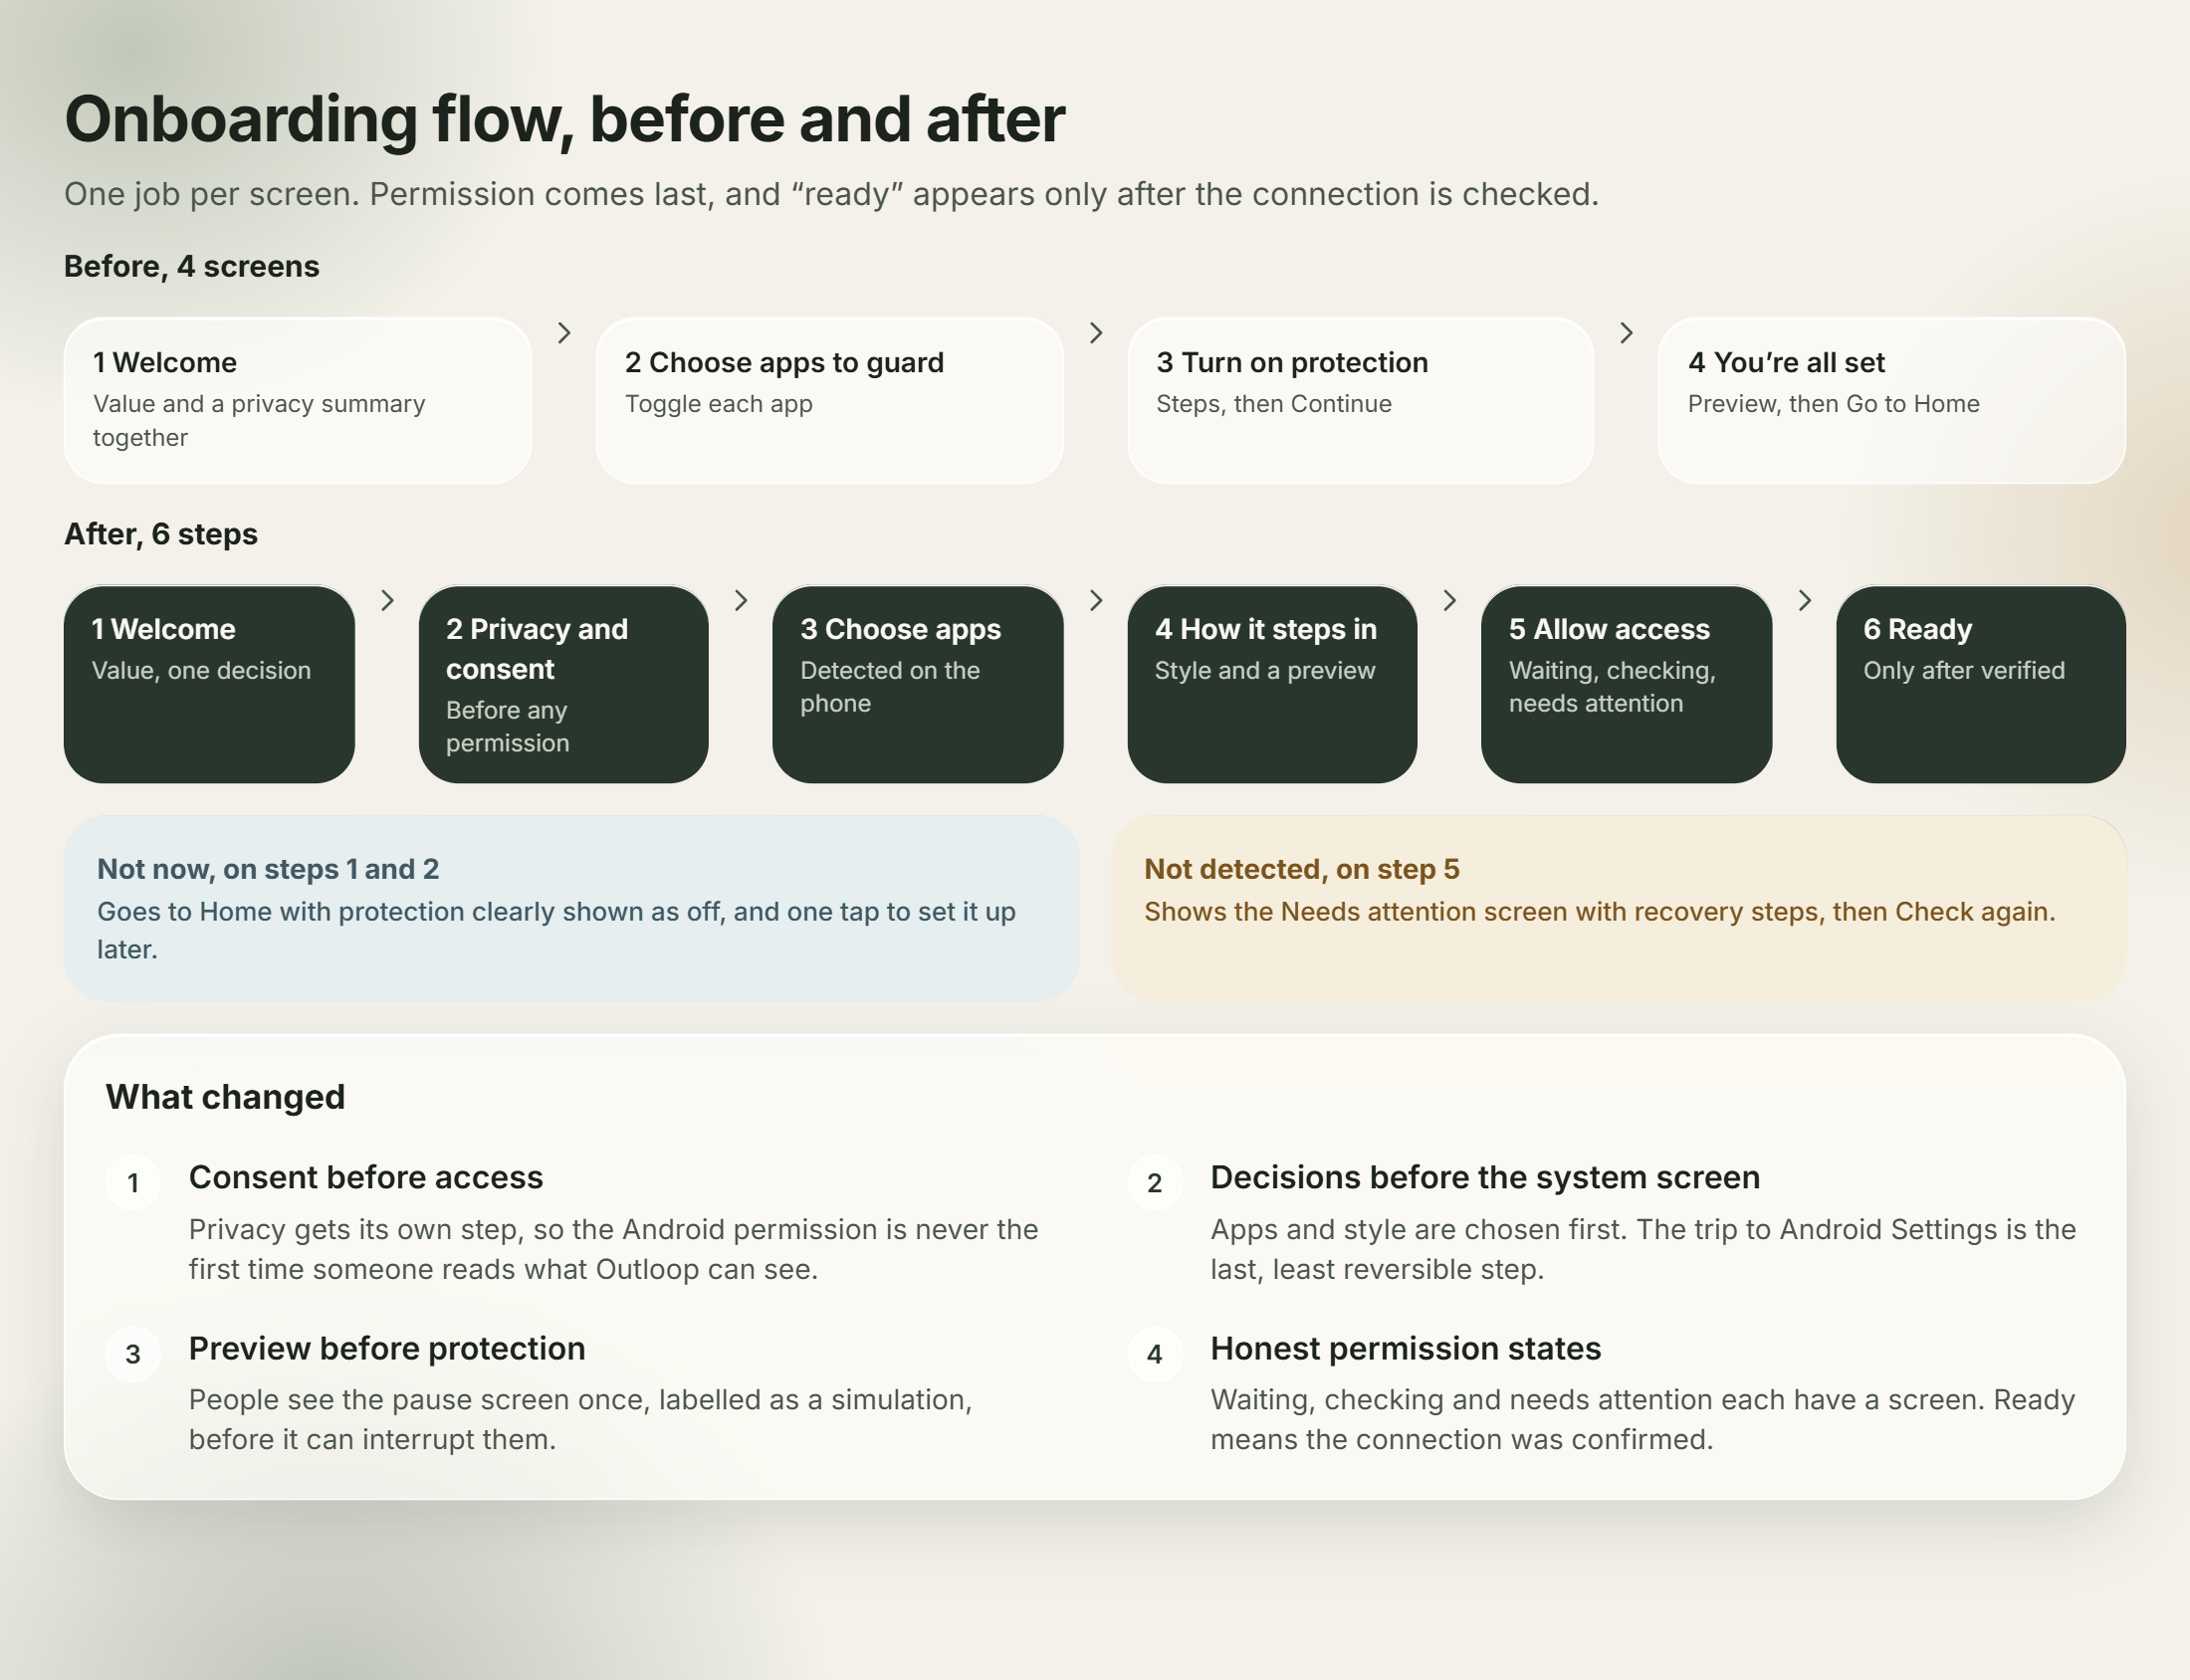 Onboarding flow, before and after
One job per screen. Permission comes last, and “ready” appears only after the connection is checked.
Before, 4 screens
1 Welcome
Value and a privacy summary
together
2 Choose apps to guard
Toggle each app
3 Turn on protection
Steps, then Continue
4 You’re all set
Preview, then Go to Home
After, 6 steps
1 Welcome
Value, one decision
2 Privacy and
consent
Before any
permission
3 Choose apps
Detected on the
phone
4 How it steps in
Style and a preview
5 Allow access
Waiting, checking,
needs attention
6 Ready
Only after verified
Not now, on steps 1 and 2
Goes to Home with protection clearly shown as off, and one tap to set it up
later.
Not detected, on step 5
Shows the Needs attention screen with recovery steps, then Check again.
What changed
1
Consent before access
Privacy gets its own step, so the Android permission is never the
first time someone reads what Outloop can see.
2
Decisions before the system screen
Apps and style are chosen first. The trip to Android Settings is the
last, least reversible step.
3
Preview before protection
People see the pause screen once, labelled as a simulation,
before it can interrupt them.
4
Honest permission states
Waiting, checking and needs attention each have a screen. Ready
means the connection was confirmed.